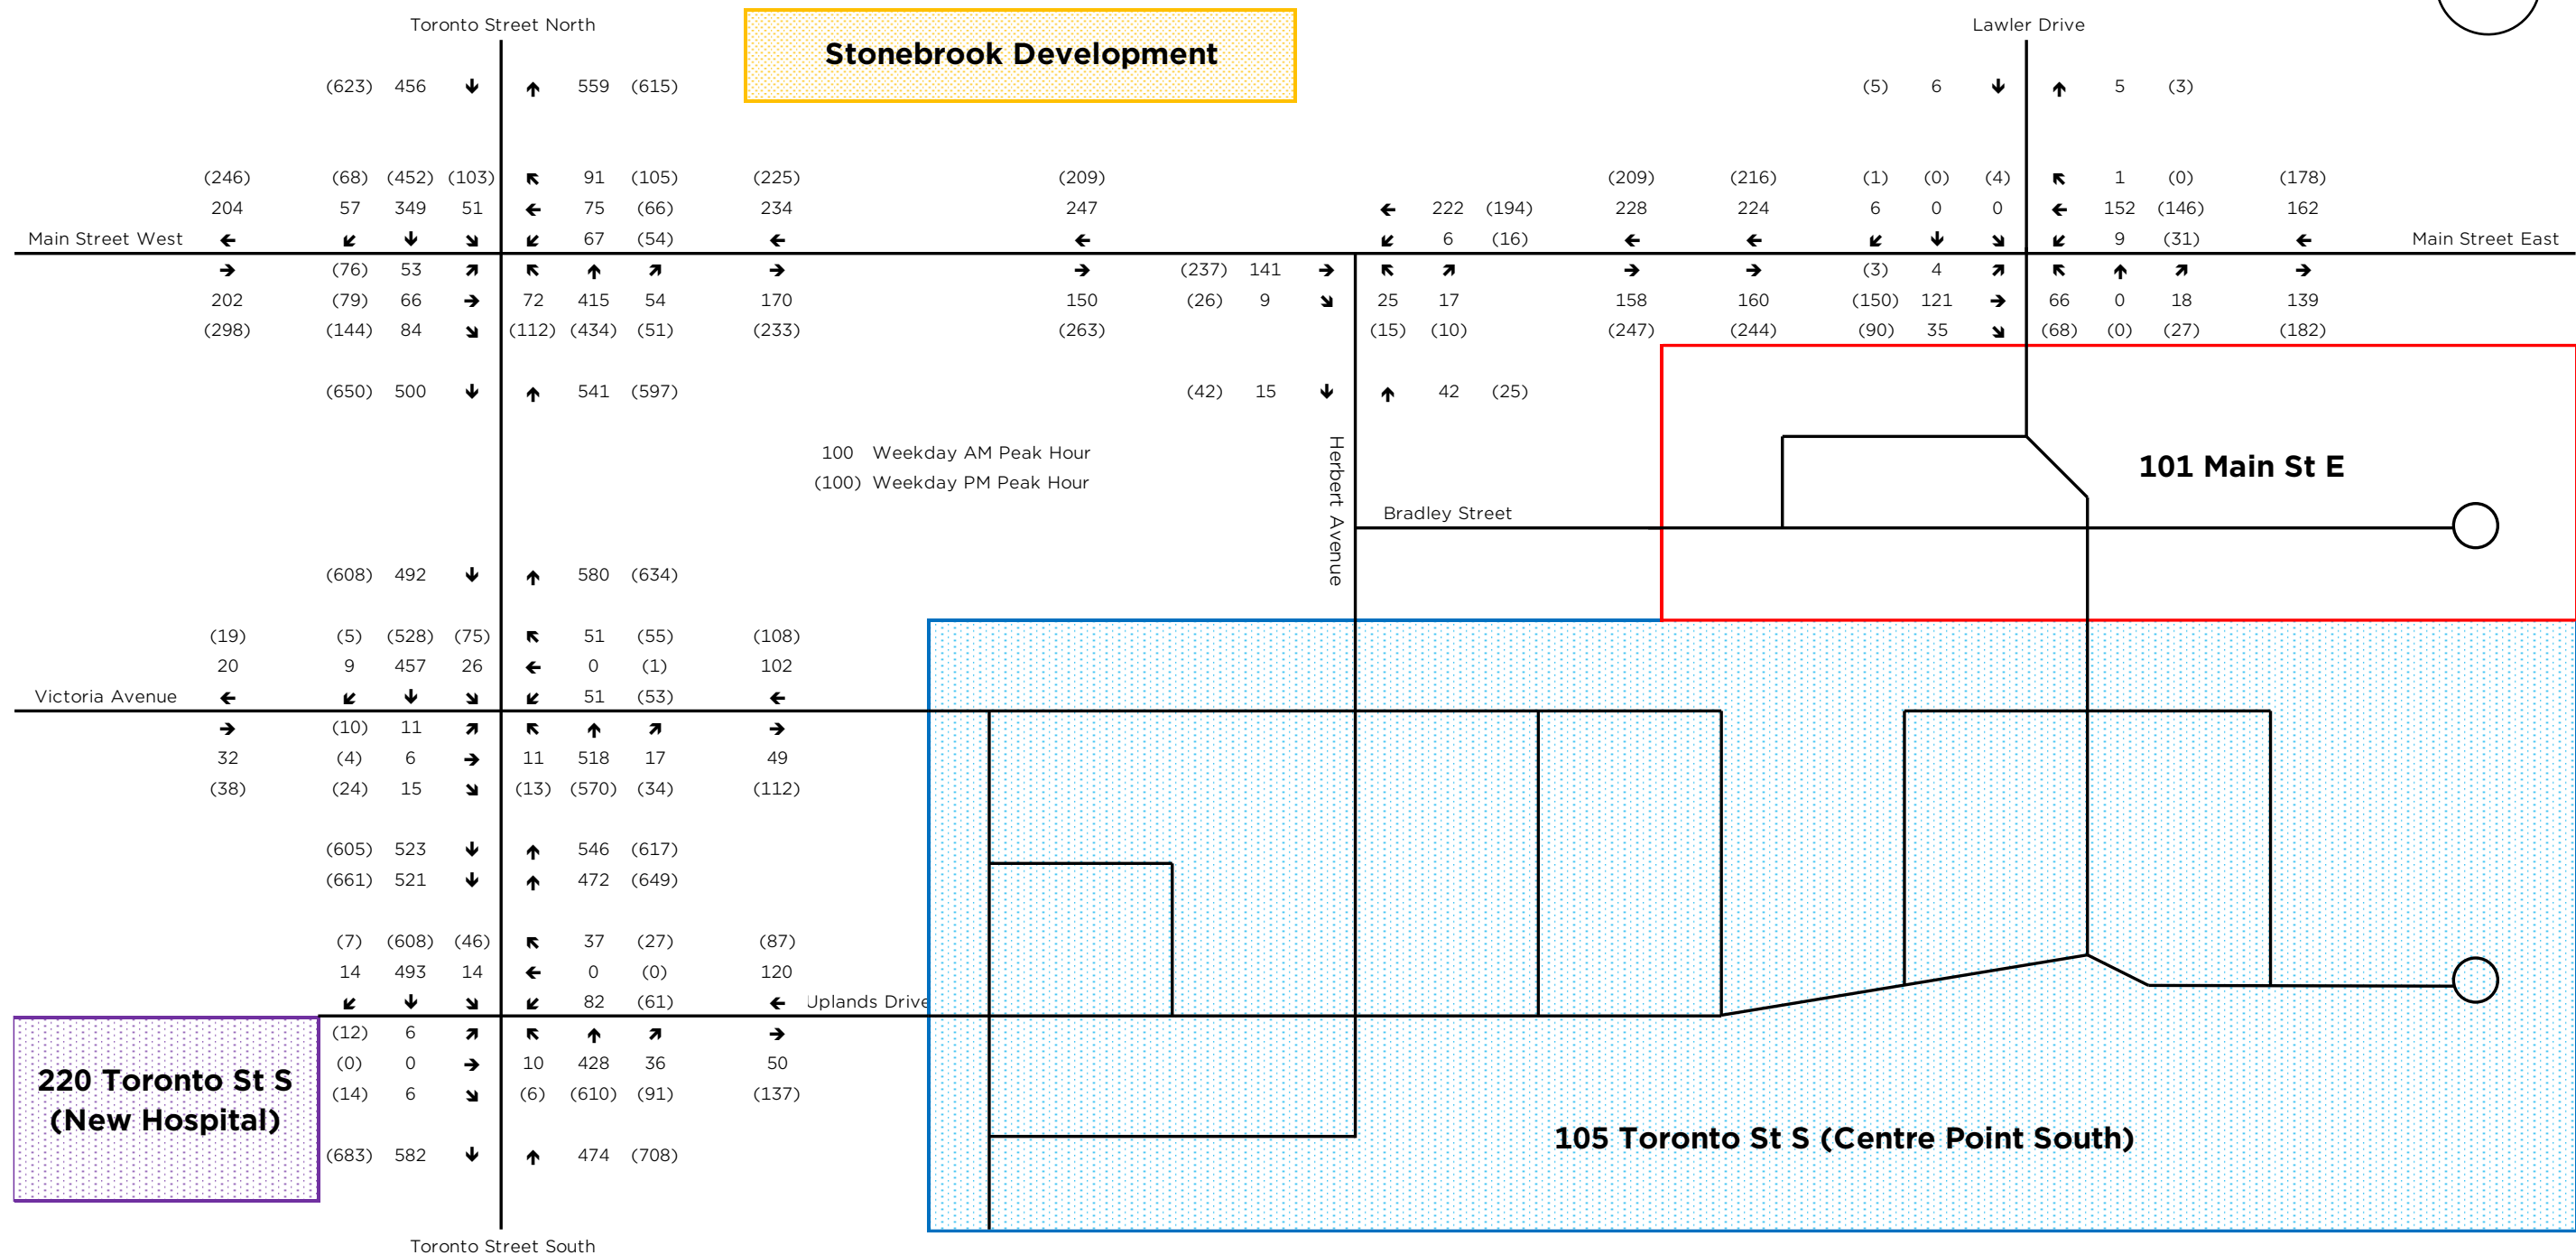 Toronto Street North Stonebrook Development Lawler Drive
(623) 456 ↓ ↑ 559 (615) (5) 6 ↓ ↑ 5 (3)
(246) (68) (452) (103) ↖ 91 (105) (225) (209) (209) (216) (1) (0) (4) ↖ 1 (0) (178)
204 57 349 51 ← 75 (66) 234 247 ← 222 (194) 228 224 6 0 0 ← 152 (146) 162
Main Street West ← ↙ ↓ ↘ ↙ 67 (54) ← ← ↙ 6 (16) ← ← ↙ ↓ ↘ ↙ 9 (31) ← Main Street East
→ (76) 53 ↗ ↖ ↑ ↗ → → (237) 141 → ↖ ↗ → → (3) 4 ↗ ↖ ↑ ↗ →
202 (79) 66 → 72 415 54 170 150 (26) 9 ↘ 25 17 158 160 (150) 121 → 66 0 18 139
(298) (144) 84 ↘ (112) (434) (51) (233) (263) (15) (10) (247) (244) (90) 35 ↘ (68) (0) (27) (182)
(650) 500 ↓ ↑ 541 (597) (42) 15 ↓ ↑ 42 (25)
100 Weekday AM Peak Hour
(100) Weekday PM Peak Hour
Herbert Avenue
101 Main St E
Bradley Street
(608) 492 ↓ ↑ 580 (634)
(19) (5) (528) (75) ↖ 51 (55) (108)
20 9 457 26 ← 0 (1) 102
Victoria Avenue ← ↙ ↓ ↘ ↙ 51 (53) ←
→ (10) 11 ↗ ↖ ↑ ↗ →
32 (4) 6 → 11 518 17 49
(38) (24) 15 ↘ (13) (570) (34) (112)
(605) 523 ↓ ↑ 546 (617)
(661) 521 ↓ ↑ 472 (649)
(7) (608) (46) ↖ 37 (27) (87)
14 493 14 ← 0 (0) 120
↙ ↓ ↘ ↙ 82 (61) ← Uplands Drive
(12) 6 ↗ ↖ ↑ ↗ →
(0) 0 → 10 428 36 50
(14) 6 ↘ (6) (610) (91) (137)
220 Toronto St S
(New Hospital)
105 Toronto St S (Centre Point South)
(683) 582 ↓ ↑ 474 (708)
Toronto Street South